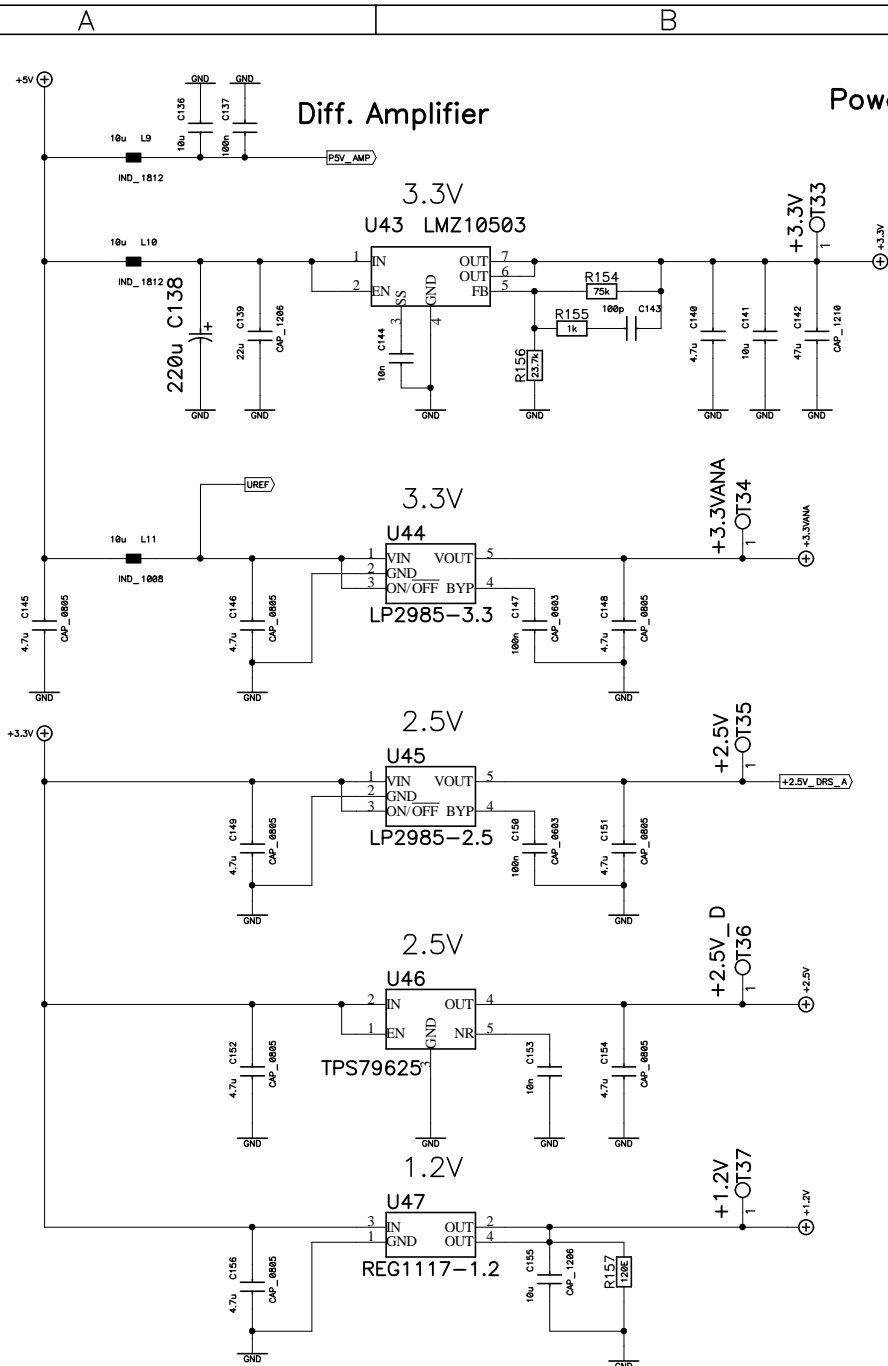 A
B
+5V
GND
GND
C136
10u
C137
100n
Diff. Amplifier
Powe
10u L9
IND_1812
P5V_AMP
3.3V
U43 LMZ10503
+3.3V
T33
1
+3.3V
10u L10
IND_1812
1 IN
2 EN
SS
3
GND
4
OUT 7
OUT 6
FB 5
R154
75k
R155
1k
100p C143
R156
23.7k
220u C138
+
C139
22u
CAP_1206
C144
10n
C140
4.7u
C141
10u
C142
47u
CAP_1210
GND
GND
GND
GND
GND
GND
GND
UREF
3.3V
U44
+3.3VANA
T34
1
+3.3VANA
10u L11
IND_1008
1 VIN
2 GND
3 ON/OFF
VOUT 5
BYP 4
LP2985-3.3
C145
4.7u
CAP_0805
C146
4.7u
CAP_0805
C147
100n
CAP_0603
C148
4.7u
CAP_0805
GND
GND
GND
+3.3V
2.5V
U45
+2.5V
T35
1
+2.5V_DRS_A
1 VIN
2 GND
3 ON/OFF
VOUT 5
BYP 4
LP2985-2.5
C149
4.7u
CAP_0805
C150
100n
CAP_0603
C151
4.7u
CAP_0805
GND
GND
2.5V
U46
+2.5V_D
T36
1
+2.5V
2 IN
1 EN
GND
3
OUT 4
NR 5
TPS79625
C152
4.7u
CAP_0805
C153
10n
C154
4.7u
CAP_0805
GND
GND
GND
GND
1.2V
U47
+1.2V
T37
1
+1.2V
3 IN
1 GND
OUT 2
OUT 4
REG1117-1.2
C156
4.7u
CAP_0805
C155
10u
CAP_1206
R157
120E
GND
GND